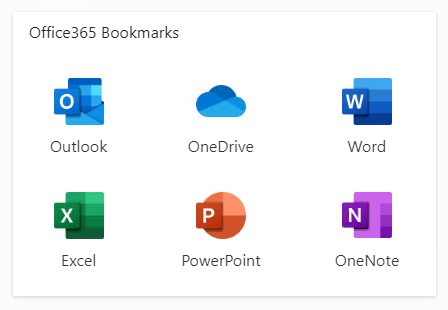 Office365 Bookmarks
O
Outlook OneDrive W Word
X P N
Excel PowerPoint OneNote